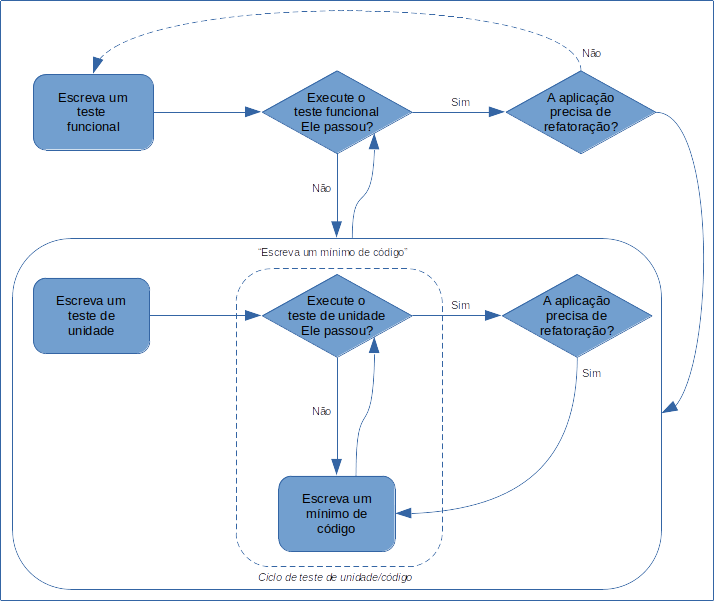 Não
Escreva um
teste
funcional
Execute o
teste funcional
Ele passou?
Sim
A aplicação
precisa de
refatoração?
Não
“Escreva um mínimo de código”
Escreva um
teste de
unidade
Execute o
teste de unidade
Ele passou?
Sim
A aplicação
precisa de
refatoração?
Sim
Não
Escreva um
mínimo de
código
Ciclo de teste de unidade/código